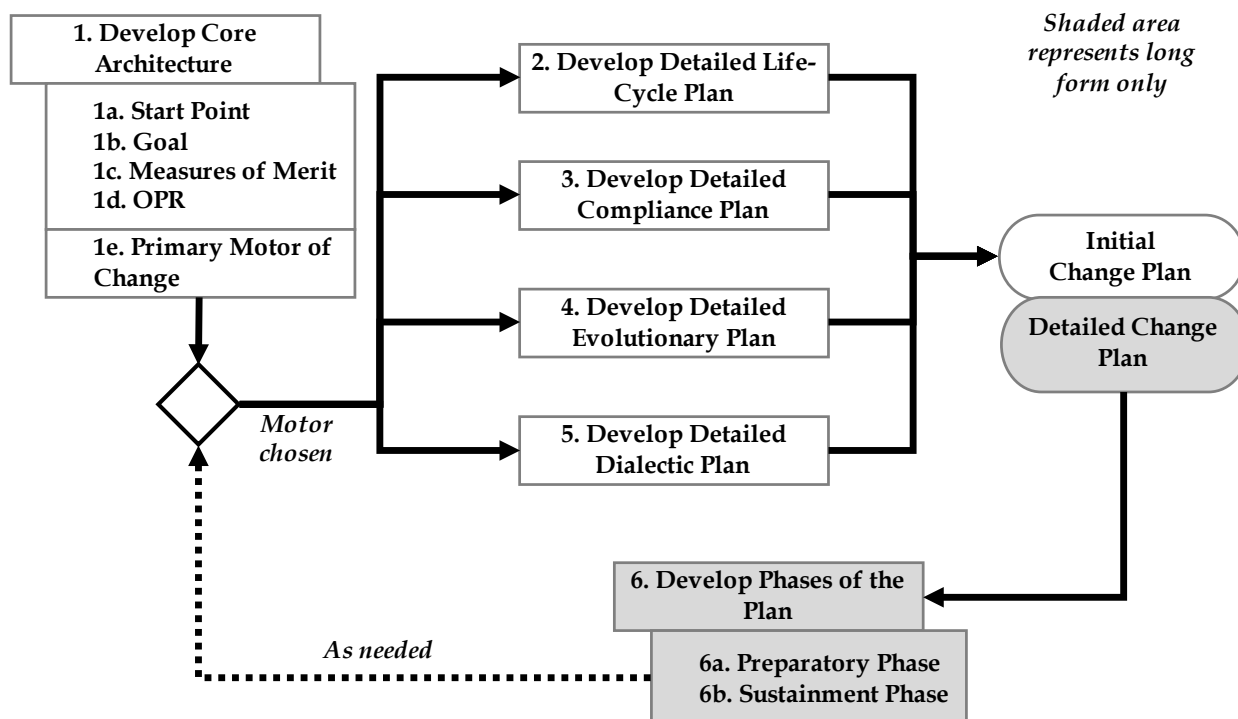 1. Develop Core
Architecture
1a. Start Point
1b. Goal
1c. Measures of Merit
1d. OPR
1e. Primary Motor of
Change
Motor
chosen
2. Develop Detailed Life-
Cycle Plan
3. Develop Detailed
Compliance Plan
4. Develop Detailed
Evolutionary Plan
5. Develop Detailed
Dialectic Plan
Shaded area
represents long
form only
Initial
Change Plan
Detailed Change
Plan
6. Develop Phases of the
Plan
6a. Preparatory Phase
6b. Sustainment Phase
As needed